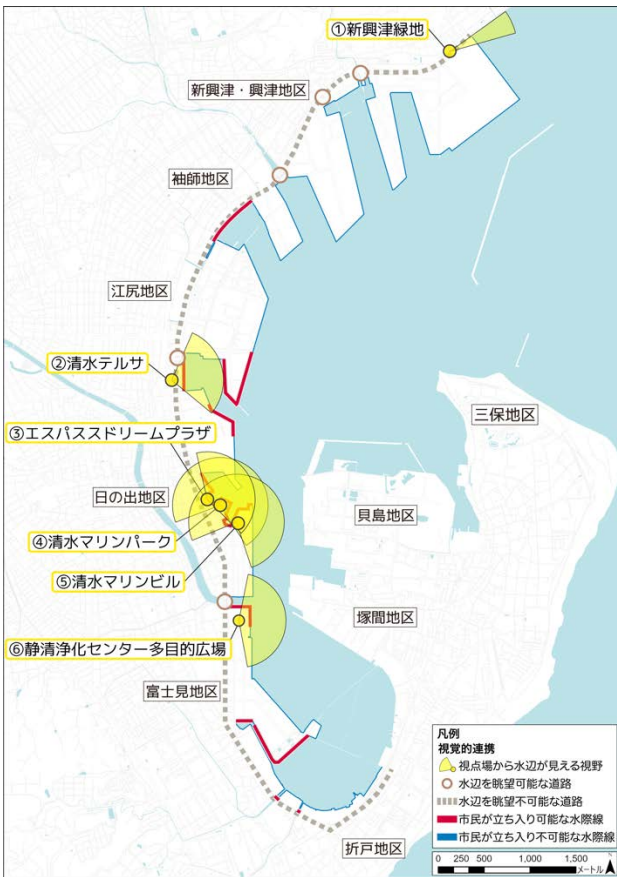 ①新興津緑地
新興津・興津地区
袖師地区
江尻地区
②清水テルサ
③エスパスドリームプラザ
三保地区
日の出地区
貝島地区
④清水マリンパーク
⑤清水マリンビル
塚間地区
⑥静清浄化センター多目的広場
富士見地区
折戸地区
凡例
視覚的連携
視点場から水辺が見える視野
水辺を眺望可能な道路
水辺を眺望不可能な道路
市民が立ち入り可能な水際線
市民が立ち入り不可能な水際線
0 250 500 1,000 1,500
メートル